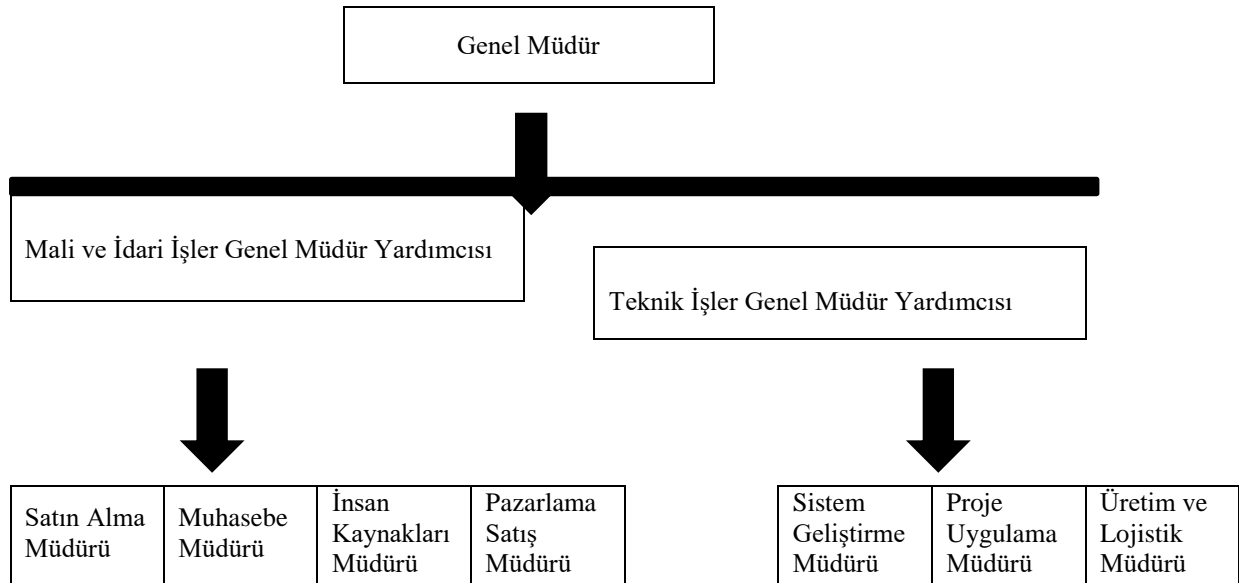 Genel Müdür
Mali ve İdari İşler Genel Müdür Yardımcısı
Teknik İşler Genel Müdür Yardımcısı
Satın Alma
Müdürü
Muhasebe
Müdürü
İnsan
Kaynakları
Müdürü
Pazarlama
Satış
Müdürü
Sistem
Geliştirme
Müdürü
Proje
Uygulama
Müdürü
Üretim ve
Lojistik
Müdürü